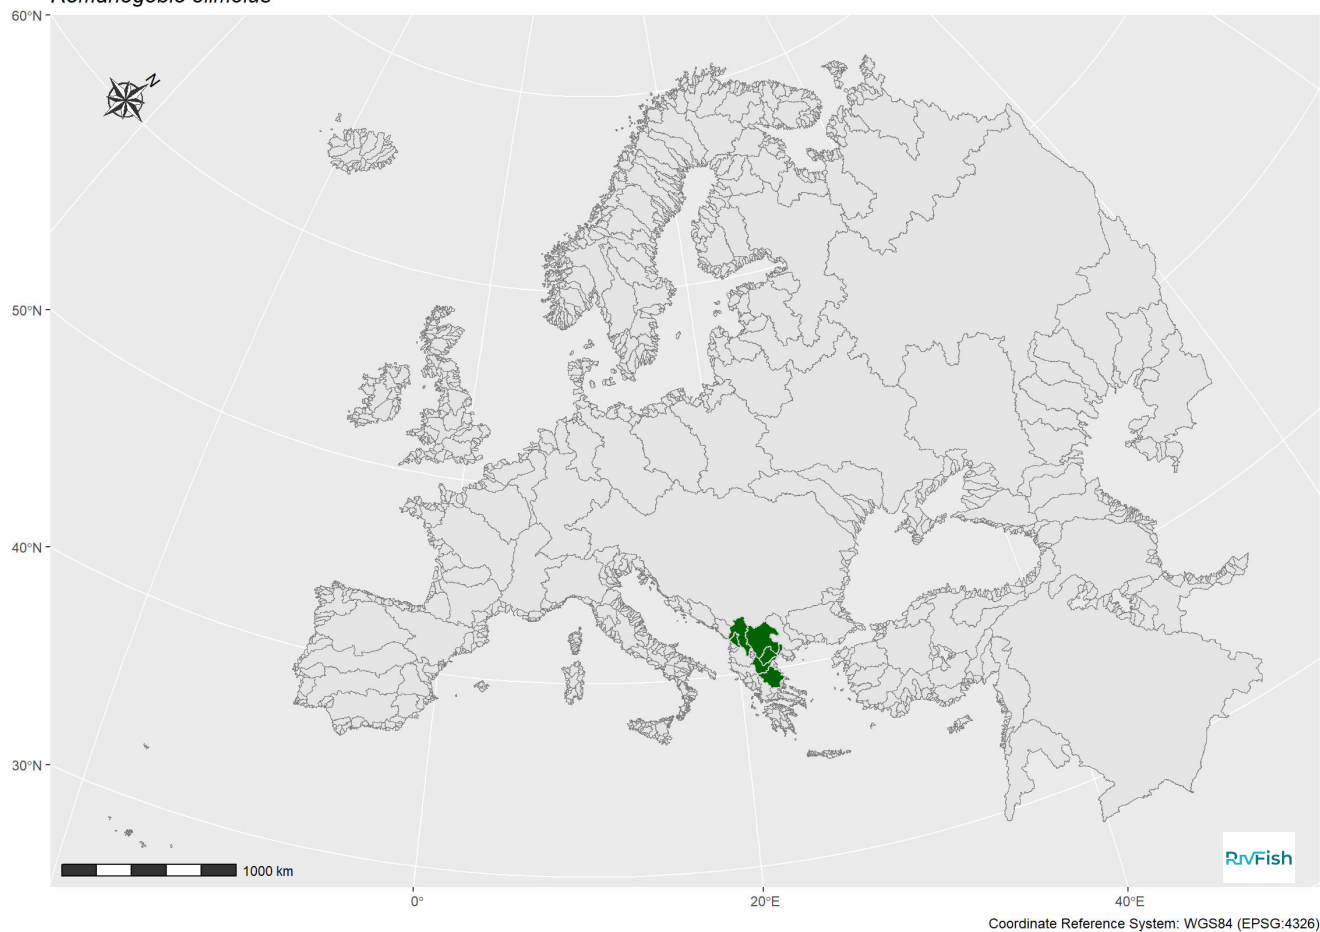 Romanogobio elimeius
60°N
N
50°N
40°N
30°N
1000 km
RivFish
0°
20°E
40°E
Coordinate Reference System: WGS84 (EPSG:4326)